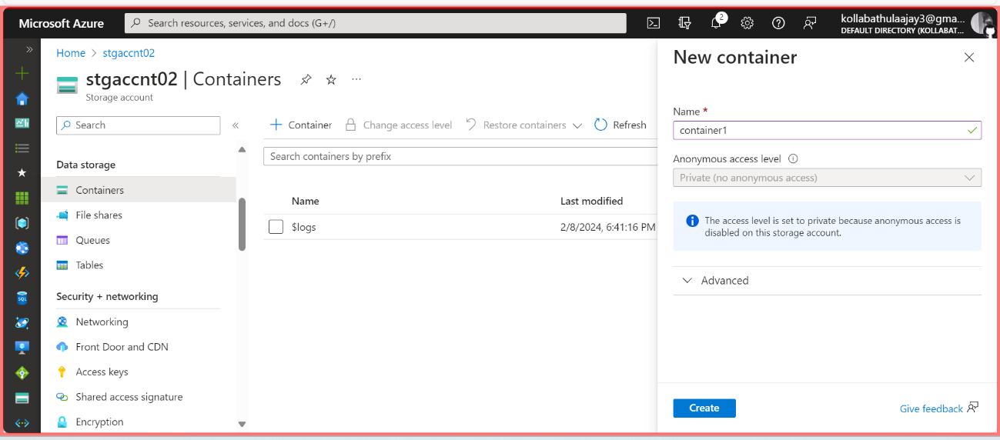 Microsoft Azure
Search resources, services, and docs (G+/)
2
kollabathulaajay3@gma...
DEFAULT DIRECTORY (KOLLABAT...
Home > stgaccnt02
stgaccnt02 | Containers
Storage account
Search
Container
Change access level
Restore containers
Refresh
Search containers by prefix
Data storage
Containers
File shares
Queues
Tables
Security + networking
Networking
Front Door and CDN
Access keys
Shared access signature
Encryption
Name
Last modified
$logs
2/8/2024, 6:41:16 PM
New container
Name *
container1
Anonymous access level
Private (no anonymous access)
The access level is set to private because anonymous access is
disabled on this storage account.
Advanced
Create
Give feedback
SQL